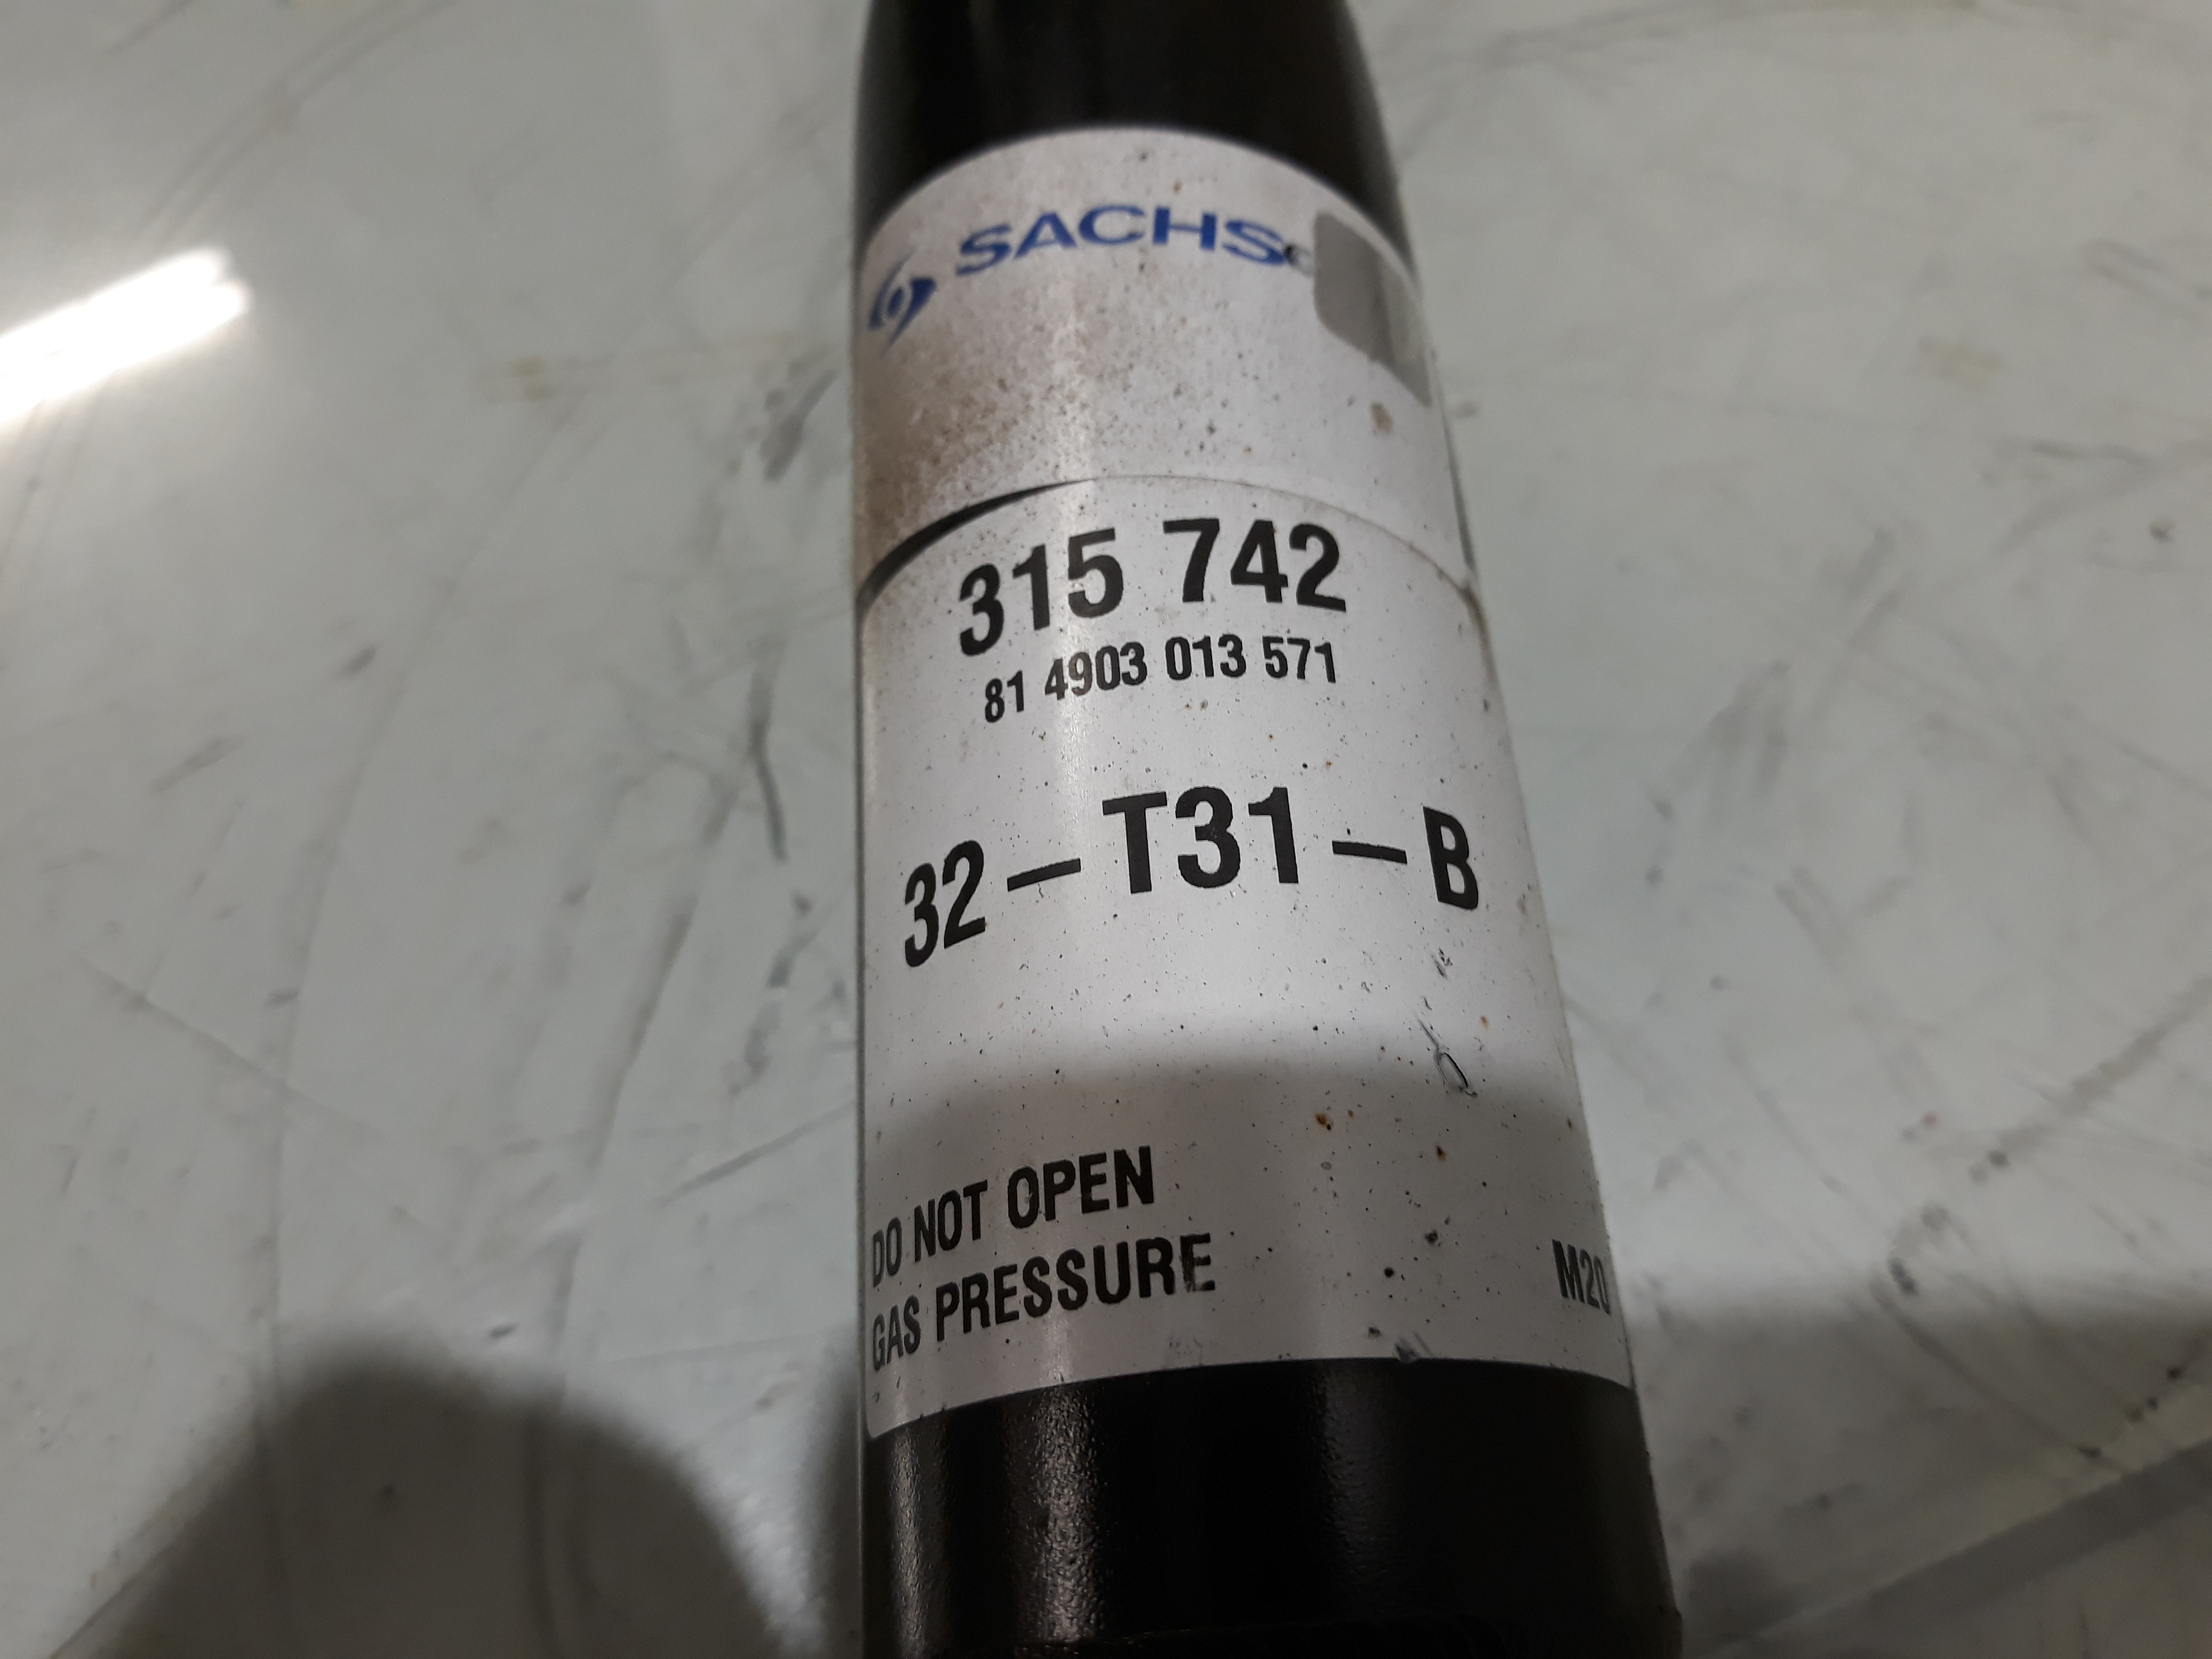 SACHS
315 742
81 4903 013 571
32-T31-B
DO NOT OPEN
GAS PRESSURE
M20